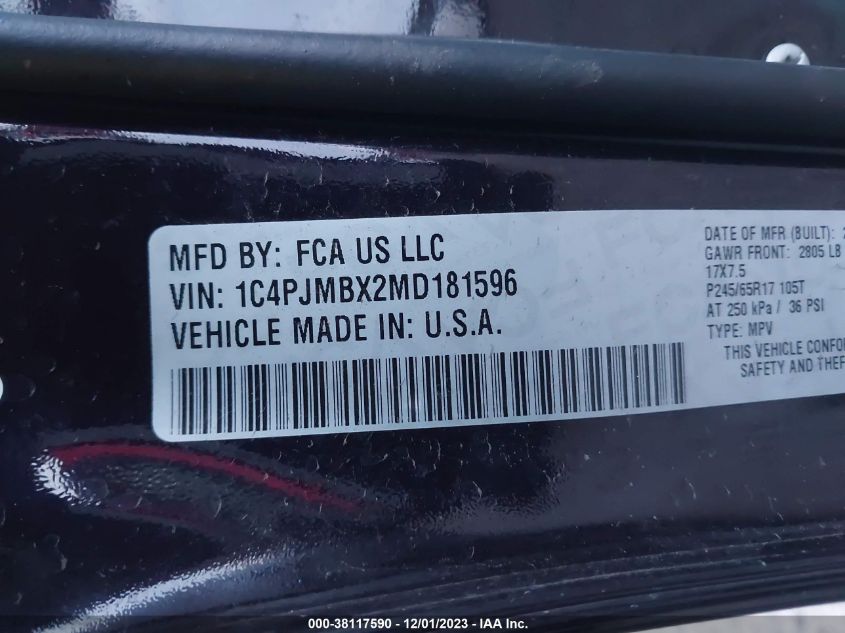 MFD BY: FCA US LLC
VIN: 1C4PJMBX2MD181596
VEHICLE MADE IN: U.S.A.
DATE OF MFR (BUILT): 2
GAWR FRONT: 2805 LB
17X7.5
P245/65R17 105T
AT 250 kPa / 36 PSI
TYPE: MPV
THIS VEHICLE CONFO
SAFETY AND THEF
000-38117590 - 12/01/2023 - IAA Inc.